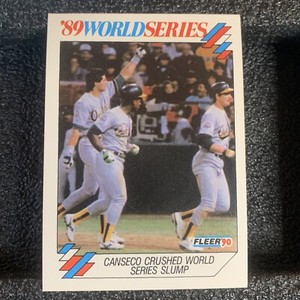 '89 WORLD SERIES
FLEER '90
CANSECO CRUSHED WORLD
SERIES SLUMP